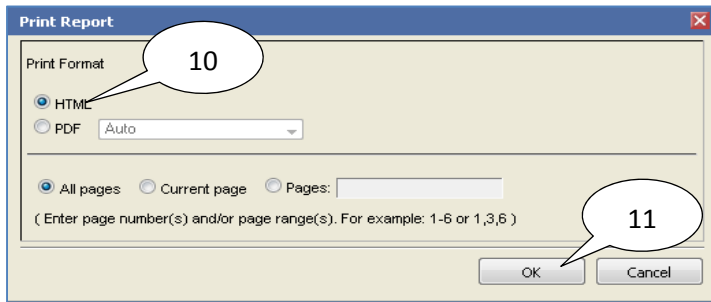 Print Report
Print Format
10
HTML
PDF Auto
All pages Current page Pages:
( Enter page number(s) and/or page range(s). For example: 1-6 or 1,3,6 )
11
OK Cancel